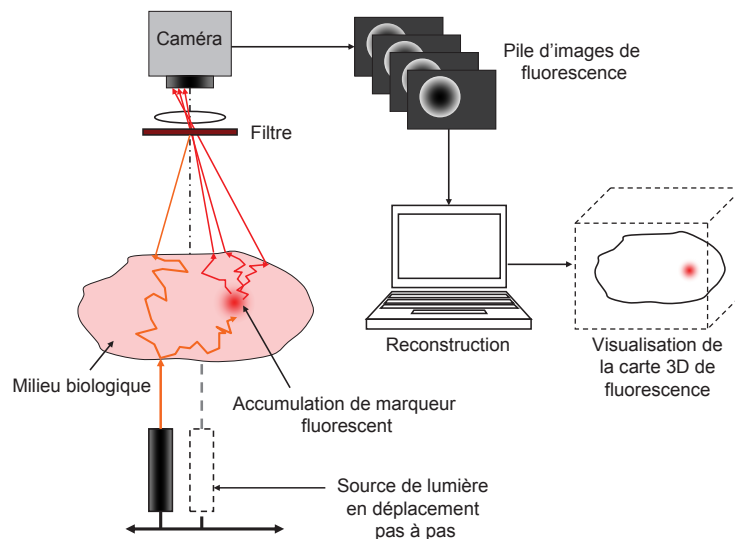 Caméra
Pile d'images de
fluorescence
Filtre
Milieu biologique
Accumulation de marqueur
fluorescent
Reconstruction
Visualisation de
la carte 3D de
fluorescence
Source de lumière
en déplacement
pas à pas